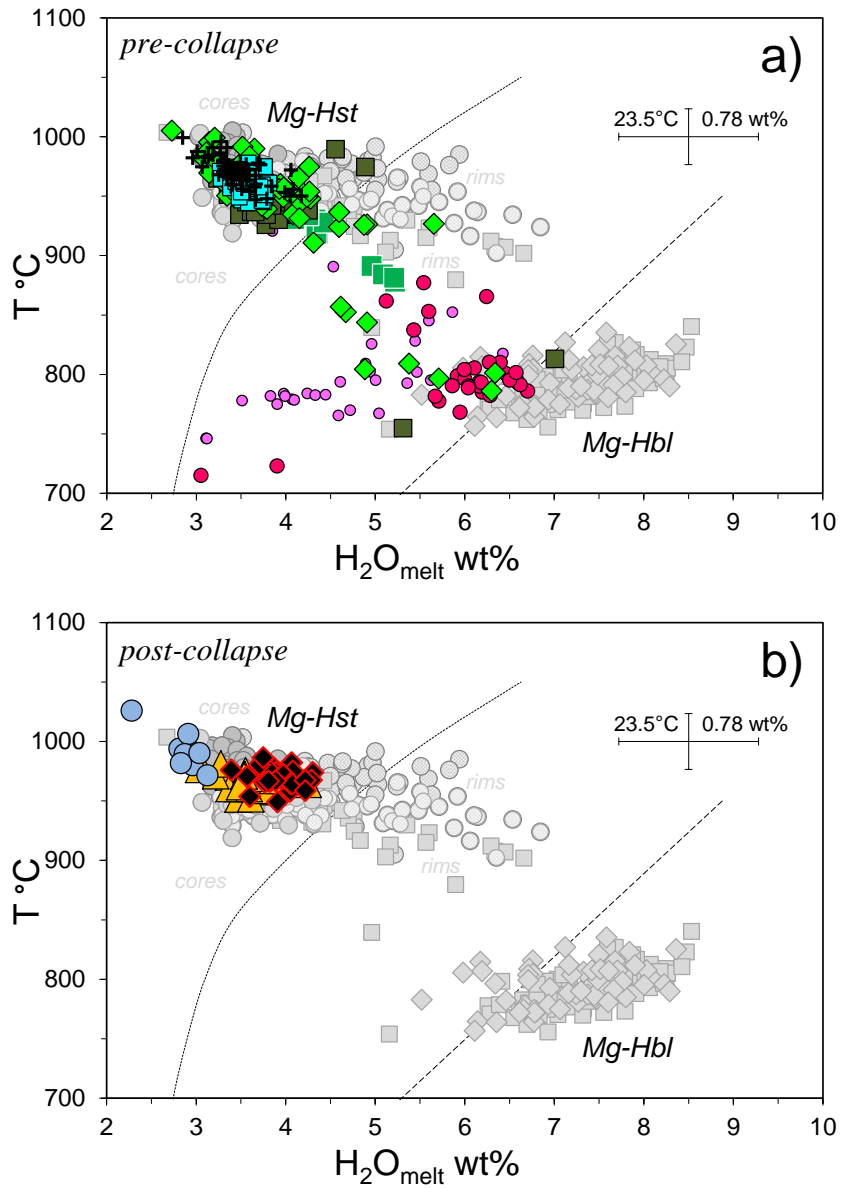 1100
pre-collapse
a)
cores
Mg-Hst
23.5°C
0.78 wt%
1000
rims
900
cores
rims
T °C
800
Mg-Hbl
700
2 3 4 5 6 7 8 9 10
H₂Omelt wt%
1100
post-collapse
b)
cores
Mg-Hst
23.5°C
0.78 wt%
1000
rims
900
cores
rims
T °C
800
Mg-Hbl
700
2 3 4 5 6 7 8 9 10
H₂Omelt wt%